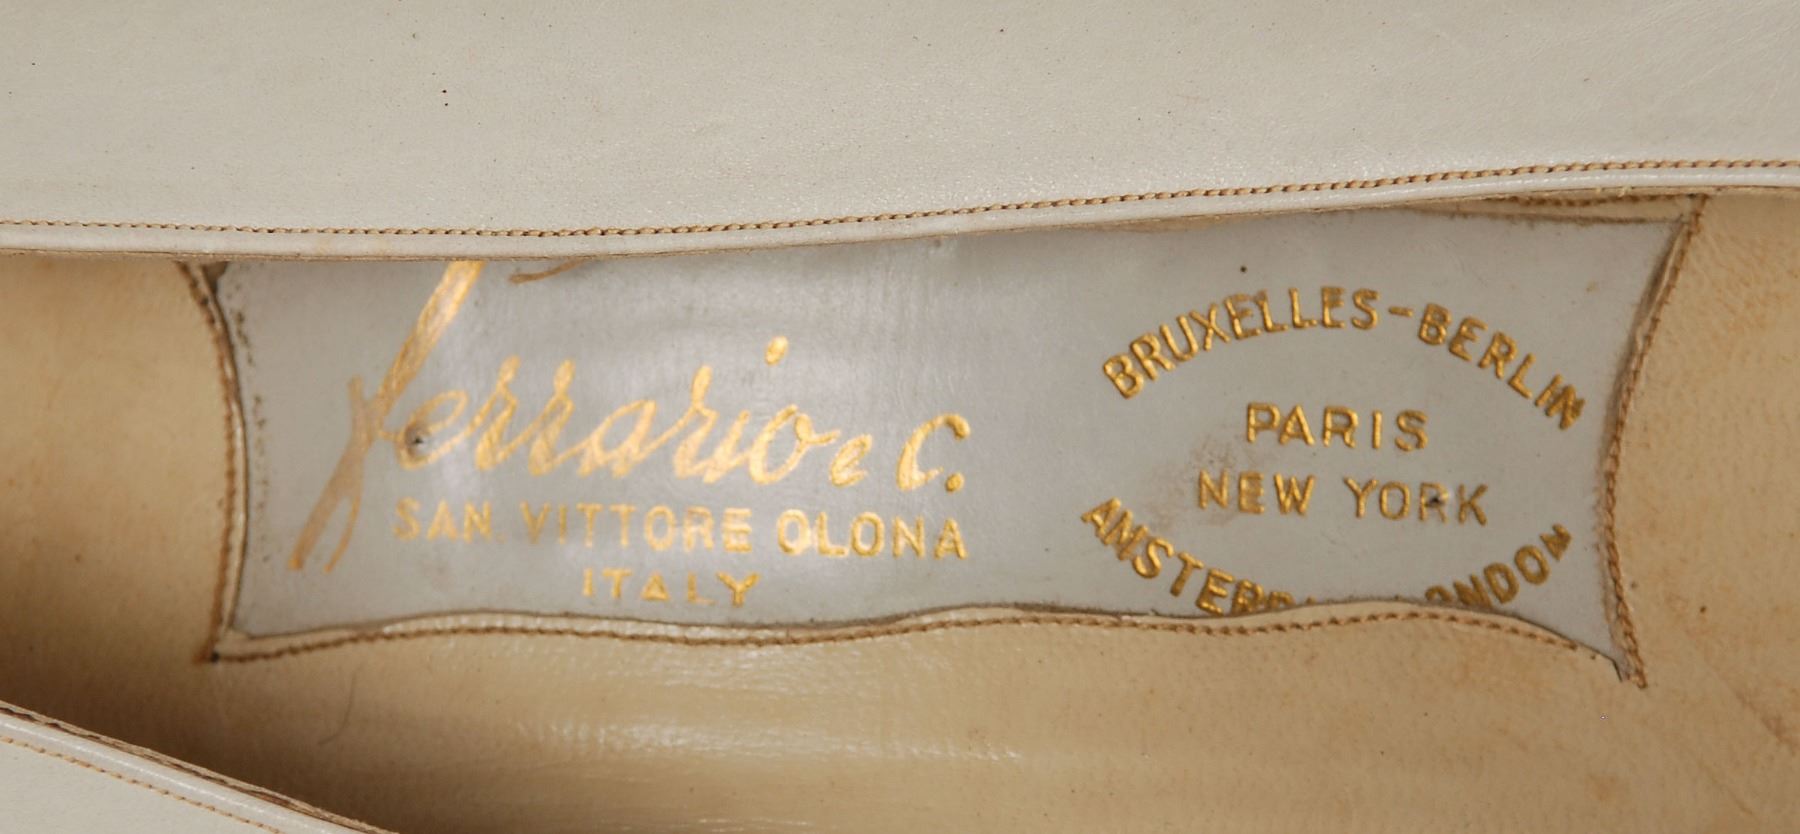 ferrario e C.
SAN. VITTORE OLONA
ITALY
BRUXELLES-BERLIN
PARIS
NEW YORK